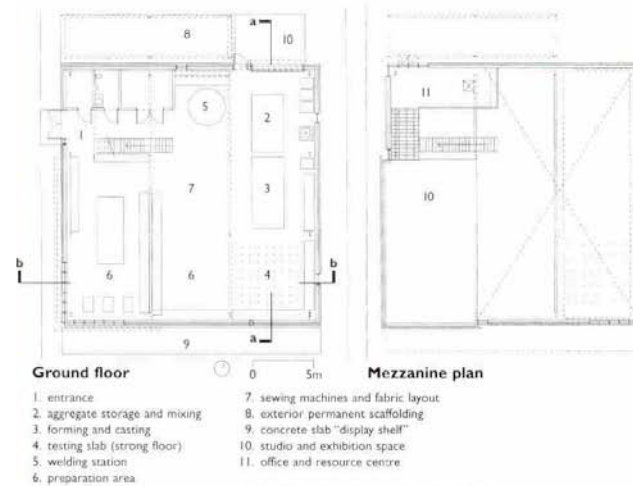 a
8
10
11
5
2
1
7
3
10
b
b
6
6
4
a
9
Ground floor
0 5m
Mezzanine plan
1. entrance
2. aggregate storage and mixing
3. forming and casting
4. testing slab (strong floor)
5. welding station
6. preparation area
7. sewing machines and fabric layout
8. exterior permanent scaffolding
9. concrete slab "display shelf"
10. studio and exhibition space
11. office and resource centre